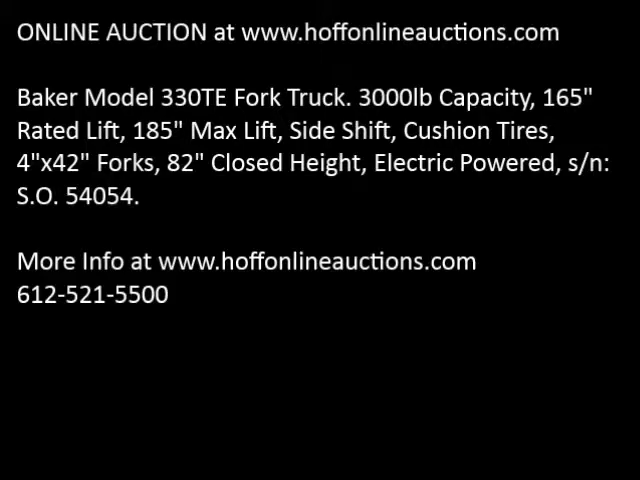 ONLINE AUCTION at www.hoffonlineauctions.com
Baker Model 330TE Fork Truck. 3000lb Capacity, 165"
Rated Lift, 185" Max Lift, Side Shift, Cushion Tires,
4"x42" Forks, 82" Closed Height, Electric Powered, s/n:
S.O. 54054.
More Info at www.hoffonlineauctions.com
612-521-5500